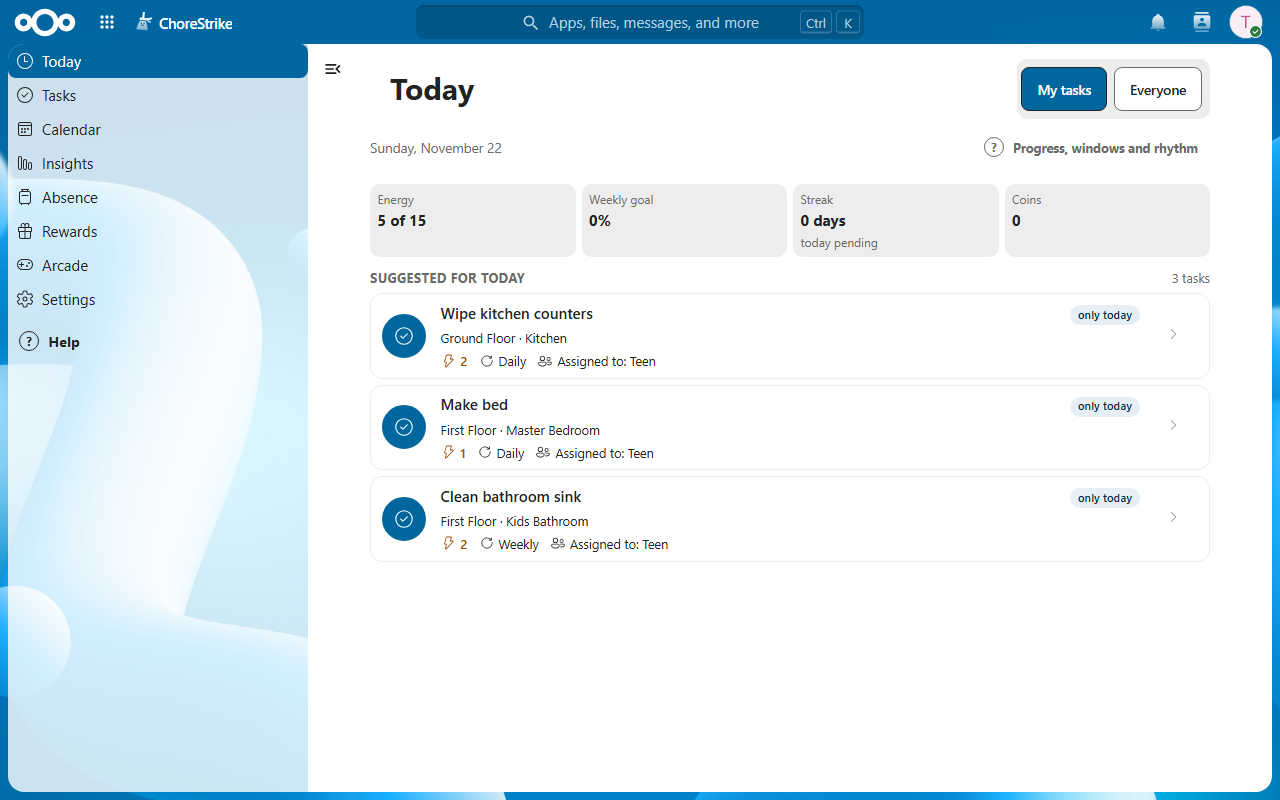 ChoreStrike
Apps, files, messages, and more
Ctrl
K
T
Today
Tasks
Calendar
Insights
Absence
Rewards
Arcade
Settings
? Help
Today
My tasks
Everyone
Sunday, November 22
? Progress, windows and rhythm
Energy
5 of 15
Weekly goal
0%
Streak
0 days
today pending
Coins
0
SUGGESTED FOR TODAY
3 tasks
Wipe kitchen counters
only today
Ground Floor · Kitchen
2 Daily Assigned to: Teen
Make bed
only today
First Floor · Master Bedroom
1 Daily Assigned to: Teen
Clean bathroom sink
only today
First Floor · Kids Bathroom
2 Weekly Assigned to: Teen